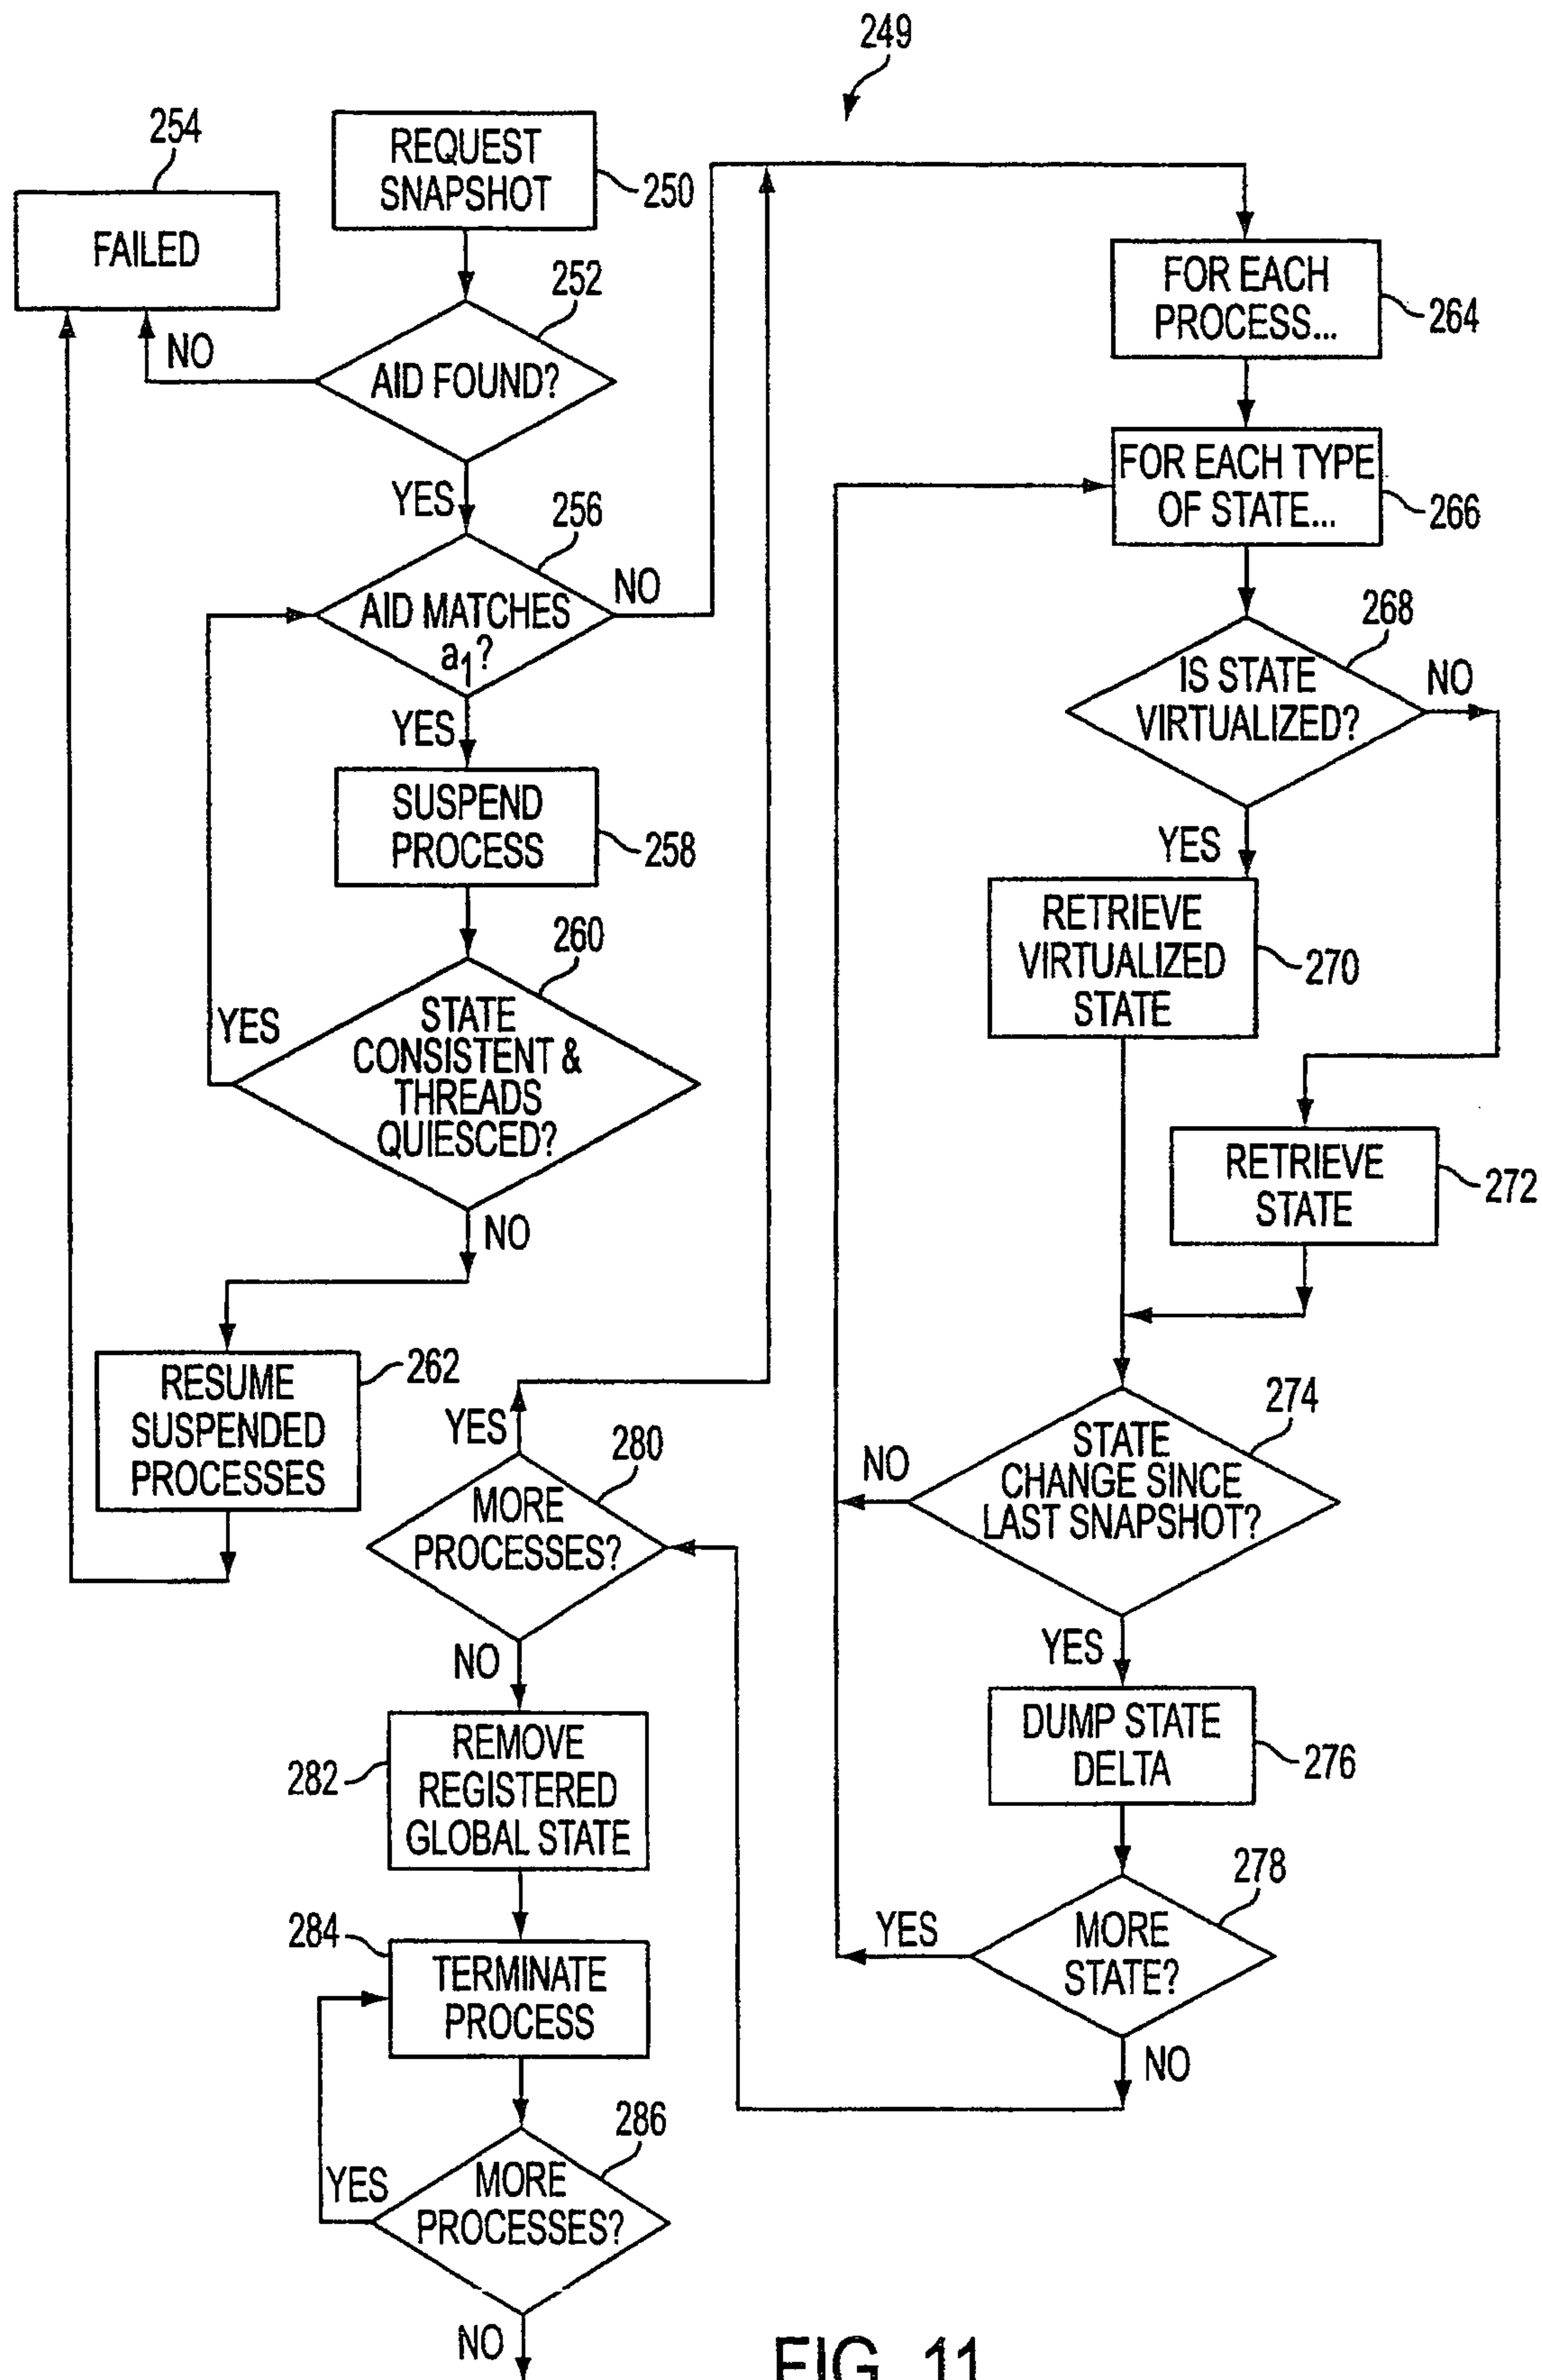 249
254
REQUEST
SNAPSHOT
250
FAILED
252
NO
AID FOUND?
YES
256
AID MATCHES
a1?
NO
YES
SUSPEND
PROCESS
258
260
YES
STATE
CONSISTENT &
THREADS
QUIESCED?
NO
RESUME
SUSPENDED
PROCESSES
262
YES
280
MORE
PROCESSES?
NO
REMOVE
REGISTERED
GLOBAL STATE
282
284
TERMINATE
PROCESS
286
YES
MORE
PROCESSES?
NO
FOR EACH
PROCESS...
264
FOR EACH TYPE
OF STATE...
266
268
IS STATE
VIRTUALIZED?
NO
YES
RETRIEVE
VIRTUALIZED
STATE
270
RETRIEVE
STATE
272
274
STATE
CHANGE SINCE
LAST SNAPSHOT?
NO
YES
DUMP STATE
DELTA
276
278
YES
MORE
STATE?
NO
FIG. 11